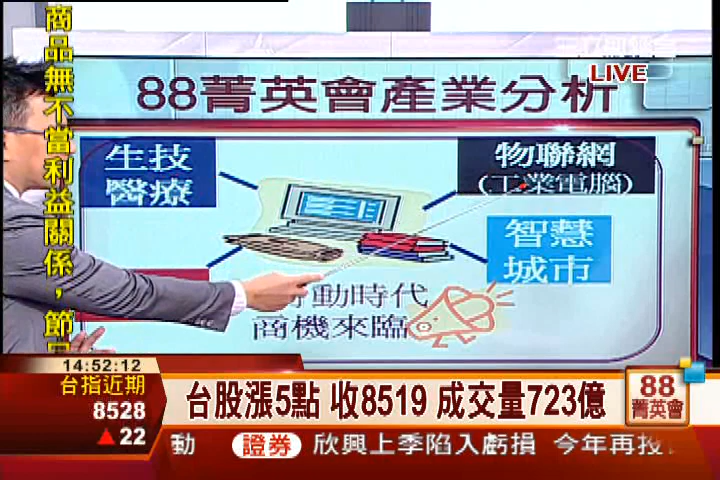 商品無不當利益關係，節
LIVE
88菁英會產業分析
生技
醫療
物聯網
(工業電腦)
智慧
城市
動時代
商機來臨
14:52:12
台指近期
8528
▲22
台股漲5點 收8519 成交量723億
88
菁英會
動 證券 欣興上季陷入虧損 今年再投